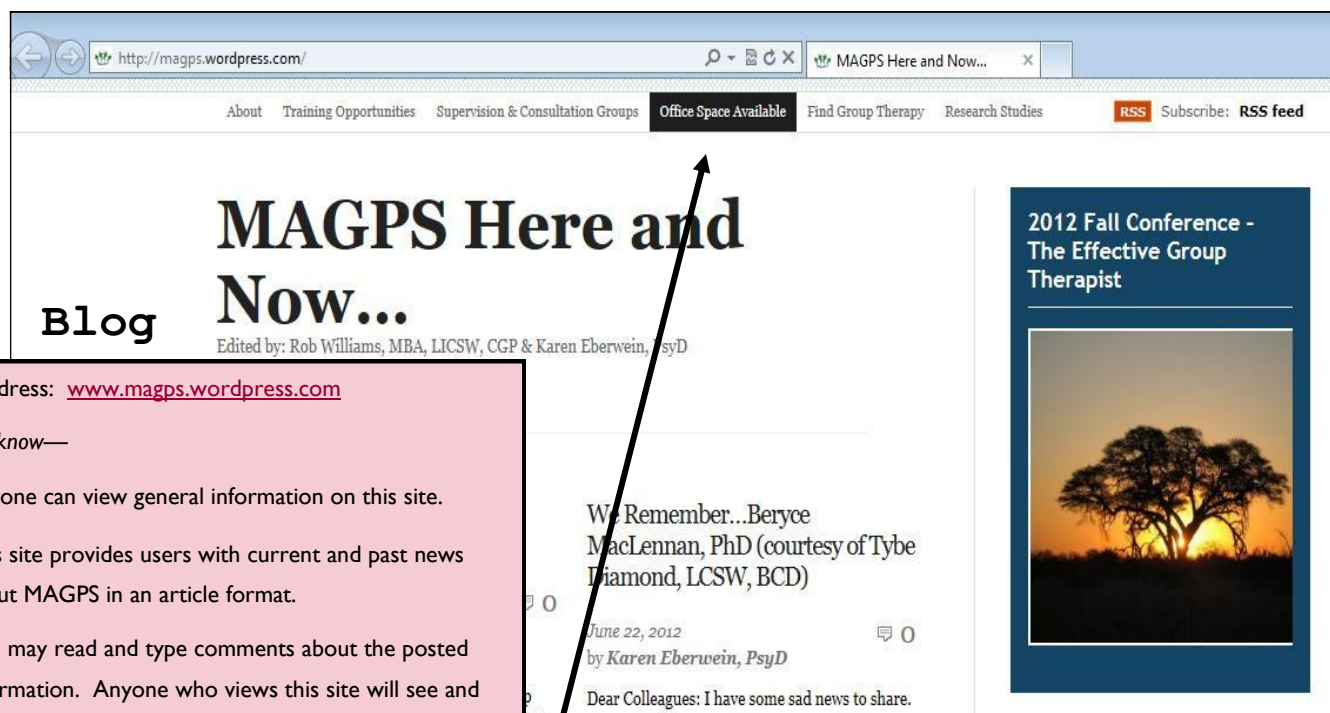 http://magps.wordpress.com/
MAGPS Here and Now...
About Training Opportunities Supervision & Consultation Groups Office Space Available Find Group Therapy Research Studies RSS Subscribe: RSS feed
MAGPS Here and
Now...
Edited by: Rob Williams, MBA, LICSW, CGP & Karen Eberwein, PsyD
Blog
dress: www.magps.wordpress.com
know—
one can view general information on this site.
s site provides users with current and past news
ut MAGPS in an article format.
may read and type comments about the posted
rmation. Anyone who views this site will see and
0
We Remember...Beryce
MacLennan, PhD (courtesy of Tybe
Diamond, LCSW, BCD)
June 22, 2012 0
by Karen Eberwein, PsyD
Dear Colleagues: I have some sad news to share.
2012 Fall Conference -
The Effective Group
Therapist